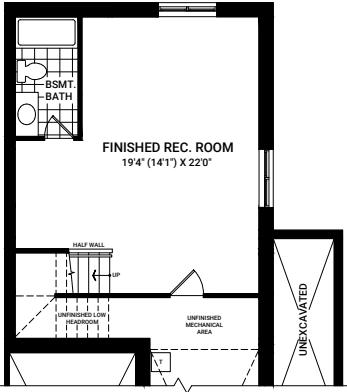 BSMT.
BATH
FINISHED REC. ROOM
19'4" (14'1") X 22'0"
HALF WALL
UP
UNFINISHED LOW
HEADROOM
UNFINISHED
MECHANICAL
AREA
T
UNEXCAVATED